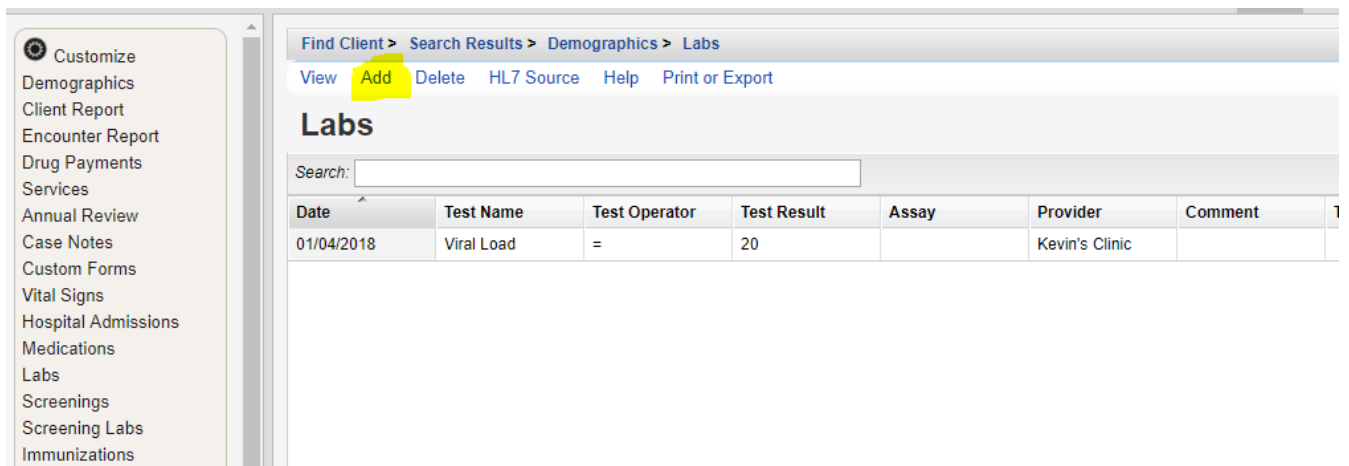 Customize
Demographics
Client Report
Encounter Report
Drug Payments
Services
Annual Review
Case Notes
Custom Forms
Vital Signs
Hospital Admissions
Medications
Labs
Screenings
Screening Labs
Immunizations
Find Client > Search Results > Demographics > Labs
View Add Delete HL7 Source Help Print or Export
Labs
Search:
Date Test Name Test Operator Test Result Assay Provider Comment
01/04/2018 Viral Load = 20 Kevin's Clinic